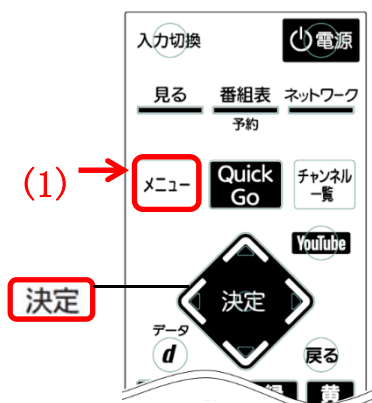 入力切換
電源
見る
番組表
ネットワーク
予約
(1)
メニュー
Quick
Go
チャンネル
一覧
YouTube
決定
決定
データ
d
戻る
黄